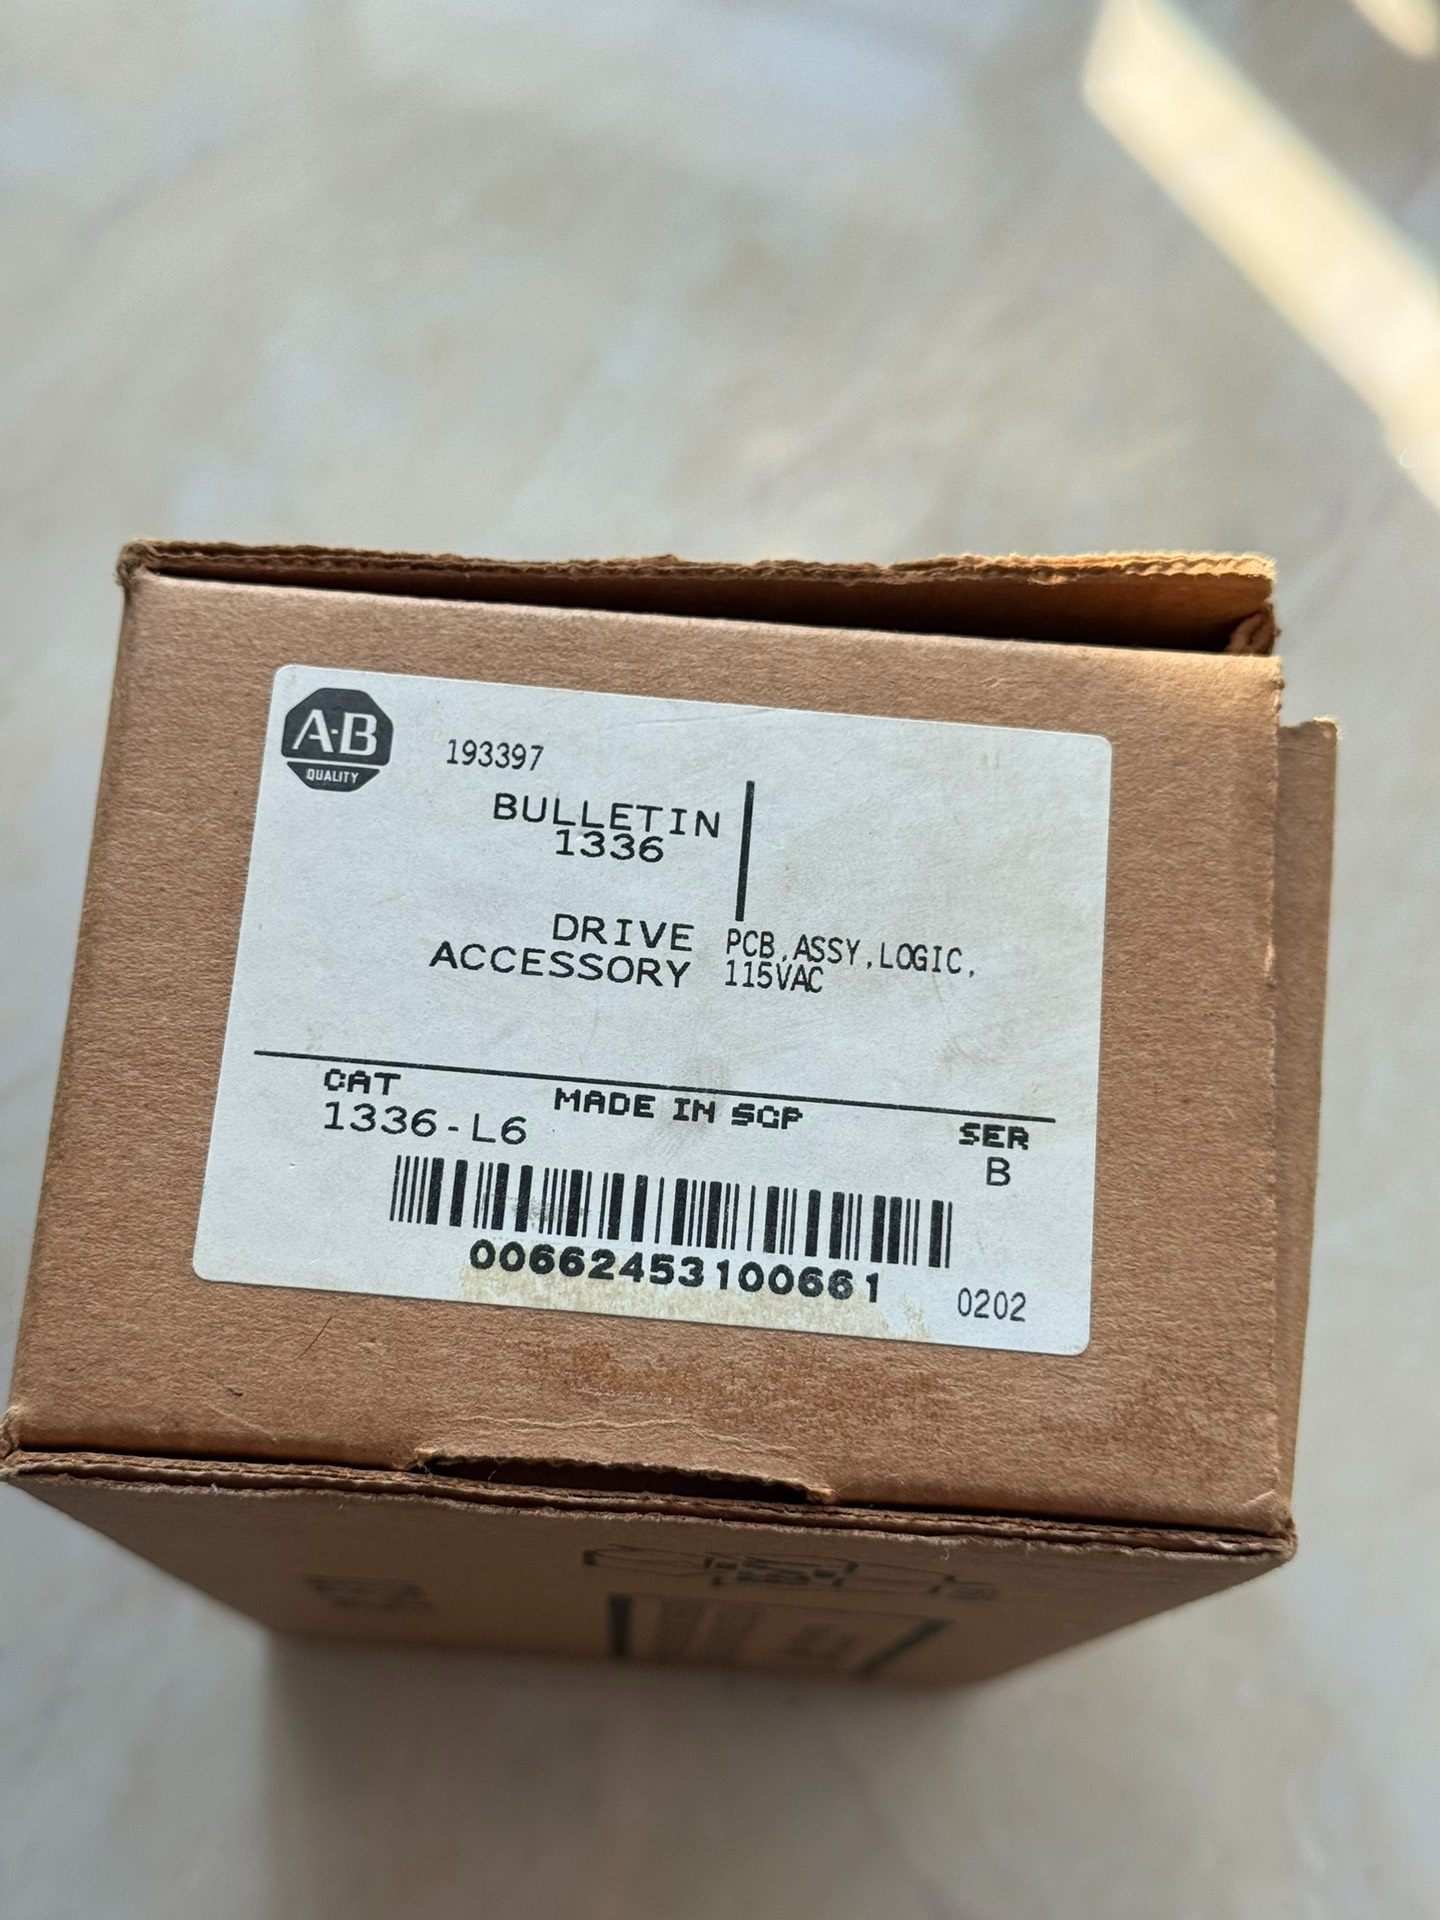 A-B
QUALITY
193397
BULLETIN
1336
DRIVE
ACCESSORY
PCB,ASSY,LOGIC,
115VAC
CAT
1336-L6
MADE IN SGP
SER
B
00662453100661
0202